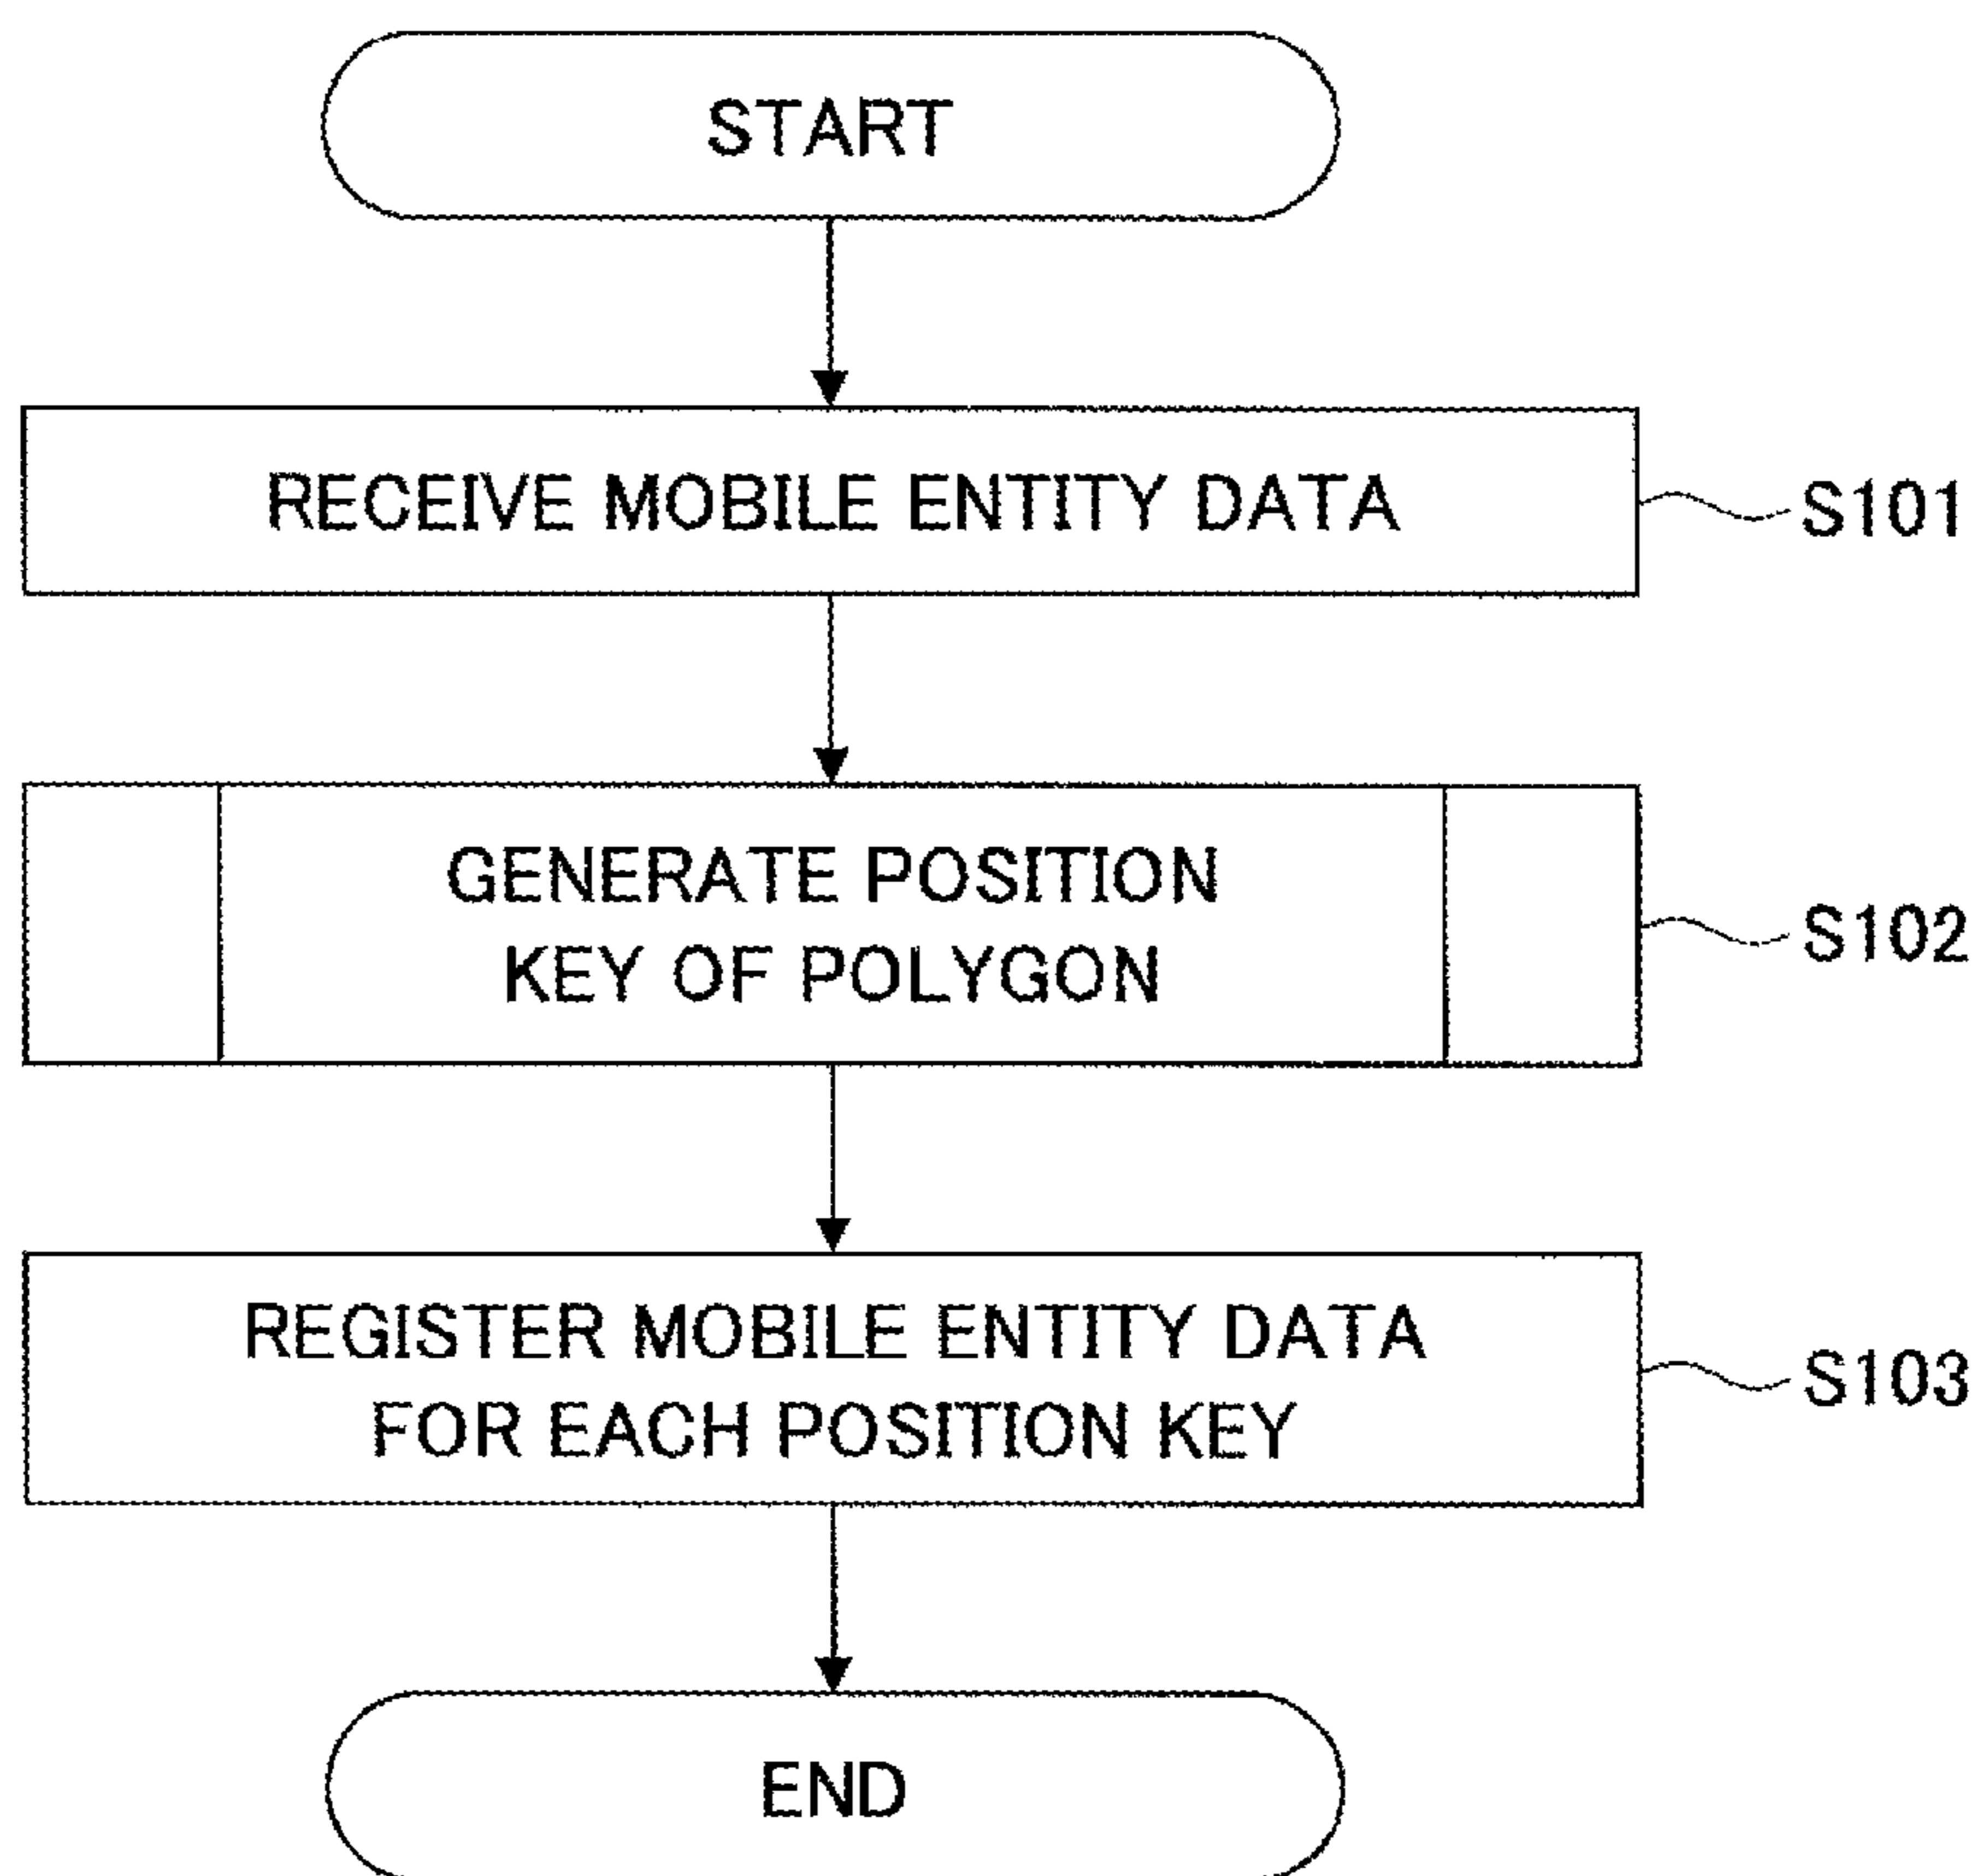 START
RECEIVE MOBILE ENTITY DATA
S101
GENERATE POSITION
KEY OF POLYGON
S102
REGISTER MOBILE ENTITY DATA
FOR EACH POSITION KEY
S103
END